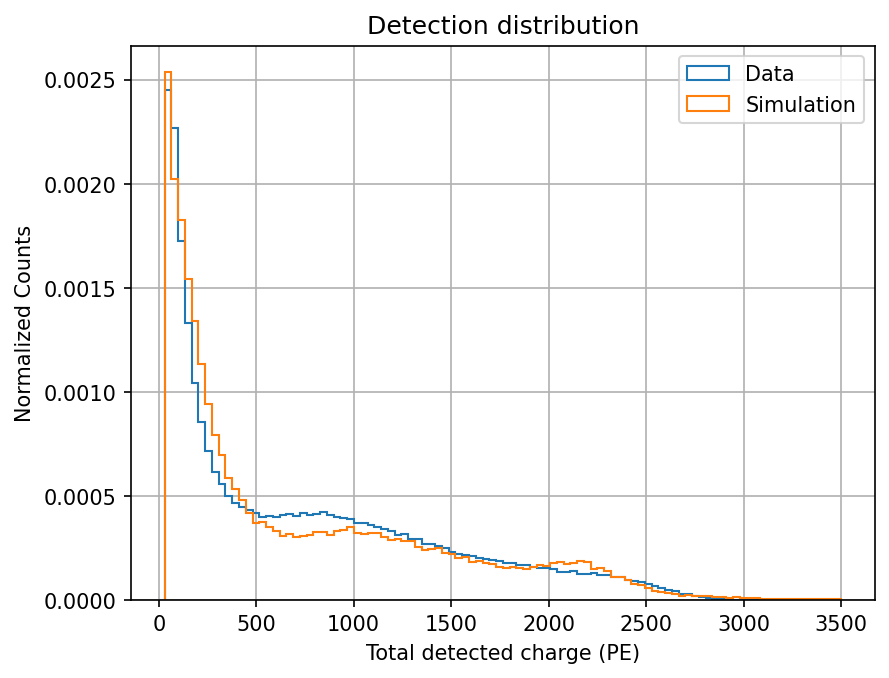 Detection distribution
Data
Simulation
Normalized Counts
0.0025
0.0020
0.0015
0.0010
0.0005
0.0000
0 500 1000 1500 2000 2500 3000 3500
Total detected charge (PE)